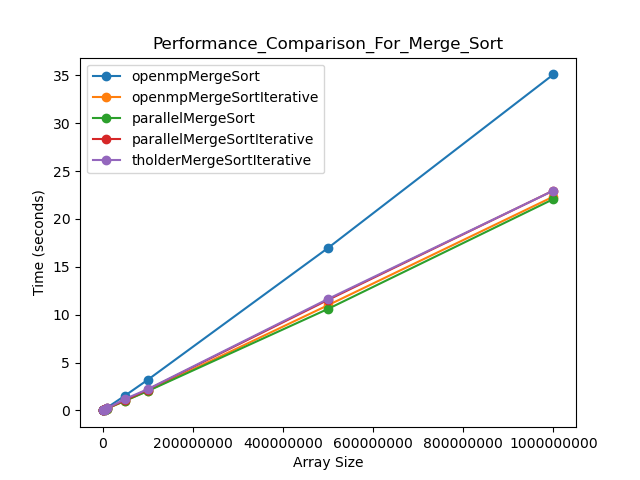 Performance_Comparison_For_Merge_Sort
openmpMergeSort
openmpMergeSortIterative
parallelMergeSort
parallelMergeSortIterative
tholderMergeSortIterative
35
30
25
20
15
10
5
0
Time (seconds)
0 200000000 400000000 600000000 800000000 1000000000
Array Size